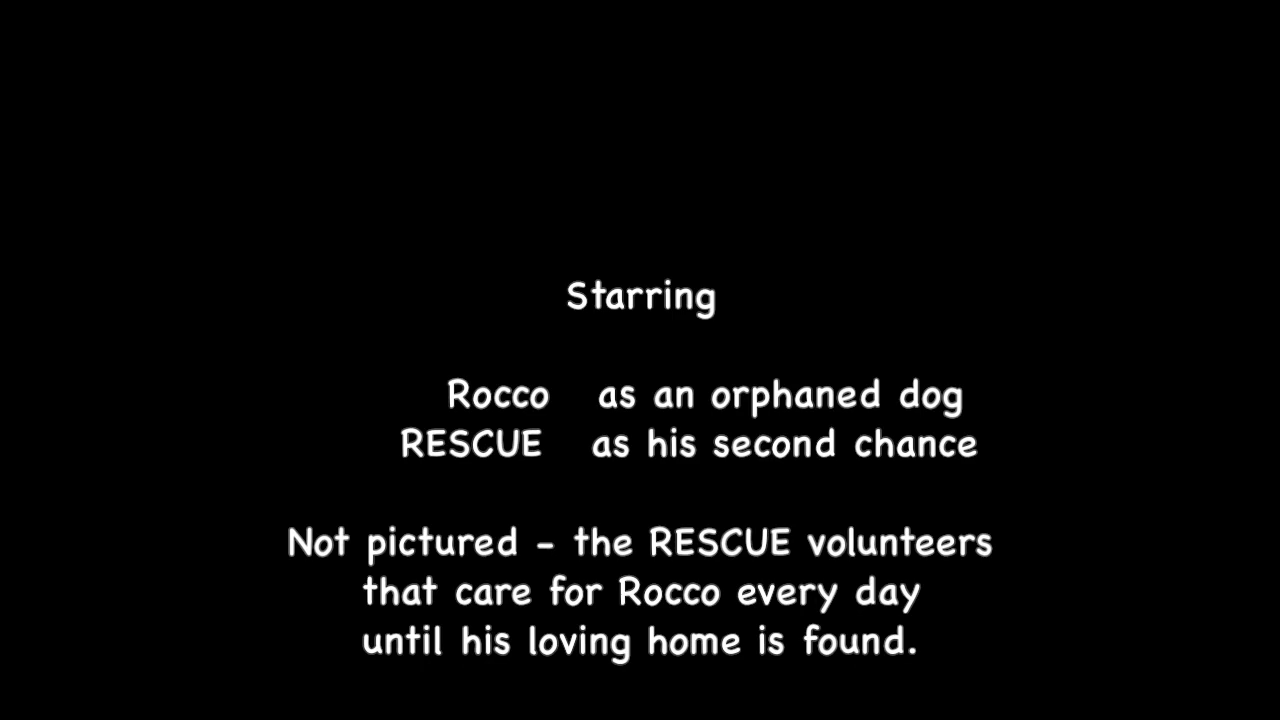 Starring
Rocco as an orphaned dog
RESCUE as his second chance
Not pictured - the RESCUE volunteers
that care for Rocco every day
until his loving home is found.